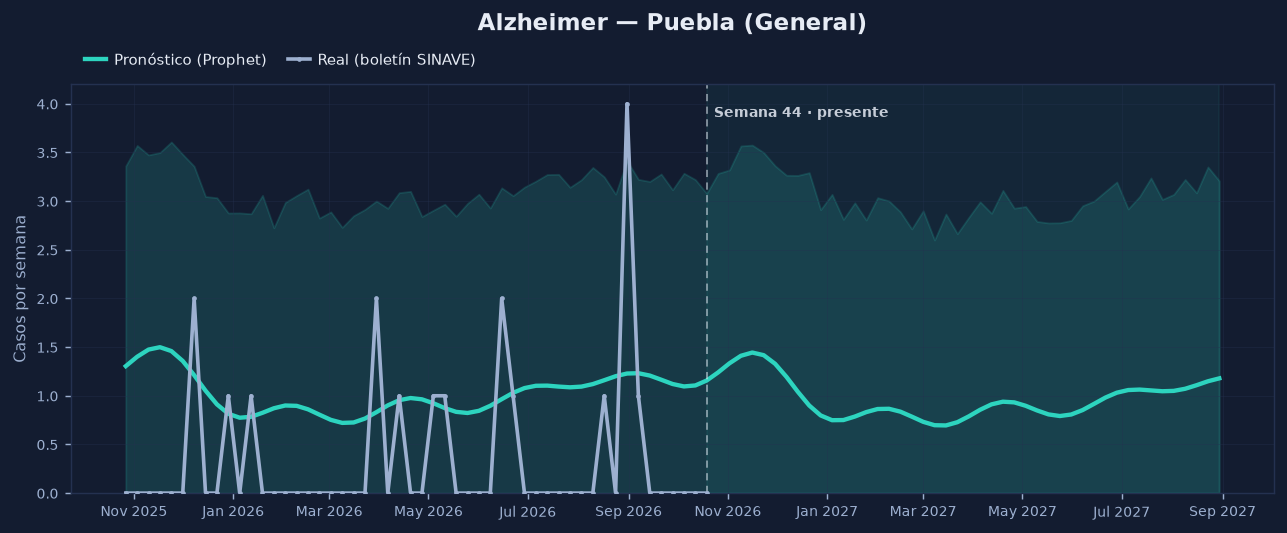 Alzheimer — Puebla (General)
Pronóstico (Prophet) Real (boletín SINAVE)
Semana 44 · presente
Casos por semana
4.0
3.5
3.0
2.5
2.0
1.5
1.0
0.5
0.0
Nov 2025 Jan 2026 Mar 2026 May 2026 Jul 2026 Sep 2026 Nov 2026 Jan 2027 Mar 2027 May 2027 Jul 2027 Sep 2027